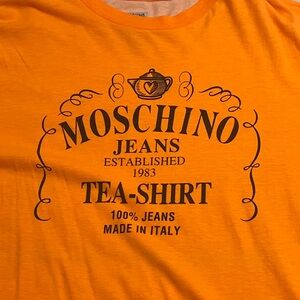 MOSCHINO
JEANS
ESTABLISHED
1983
TEA-SHIRT
100% JEANS
MADE IN ITALY